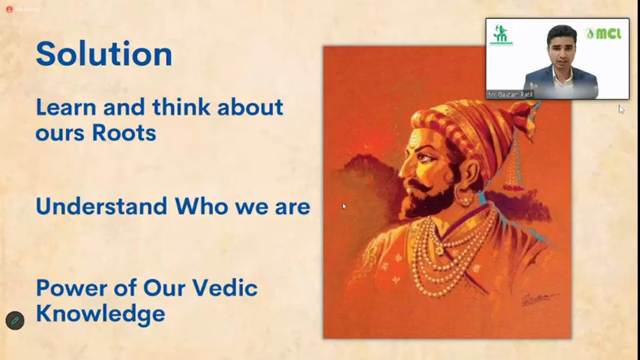 Solution
MCL
Learn and think about
ours Roots
Understand Who we are
Power of Our Vedic
Knowledge